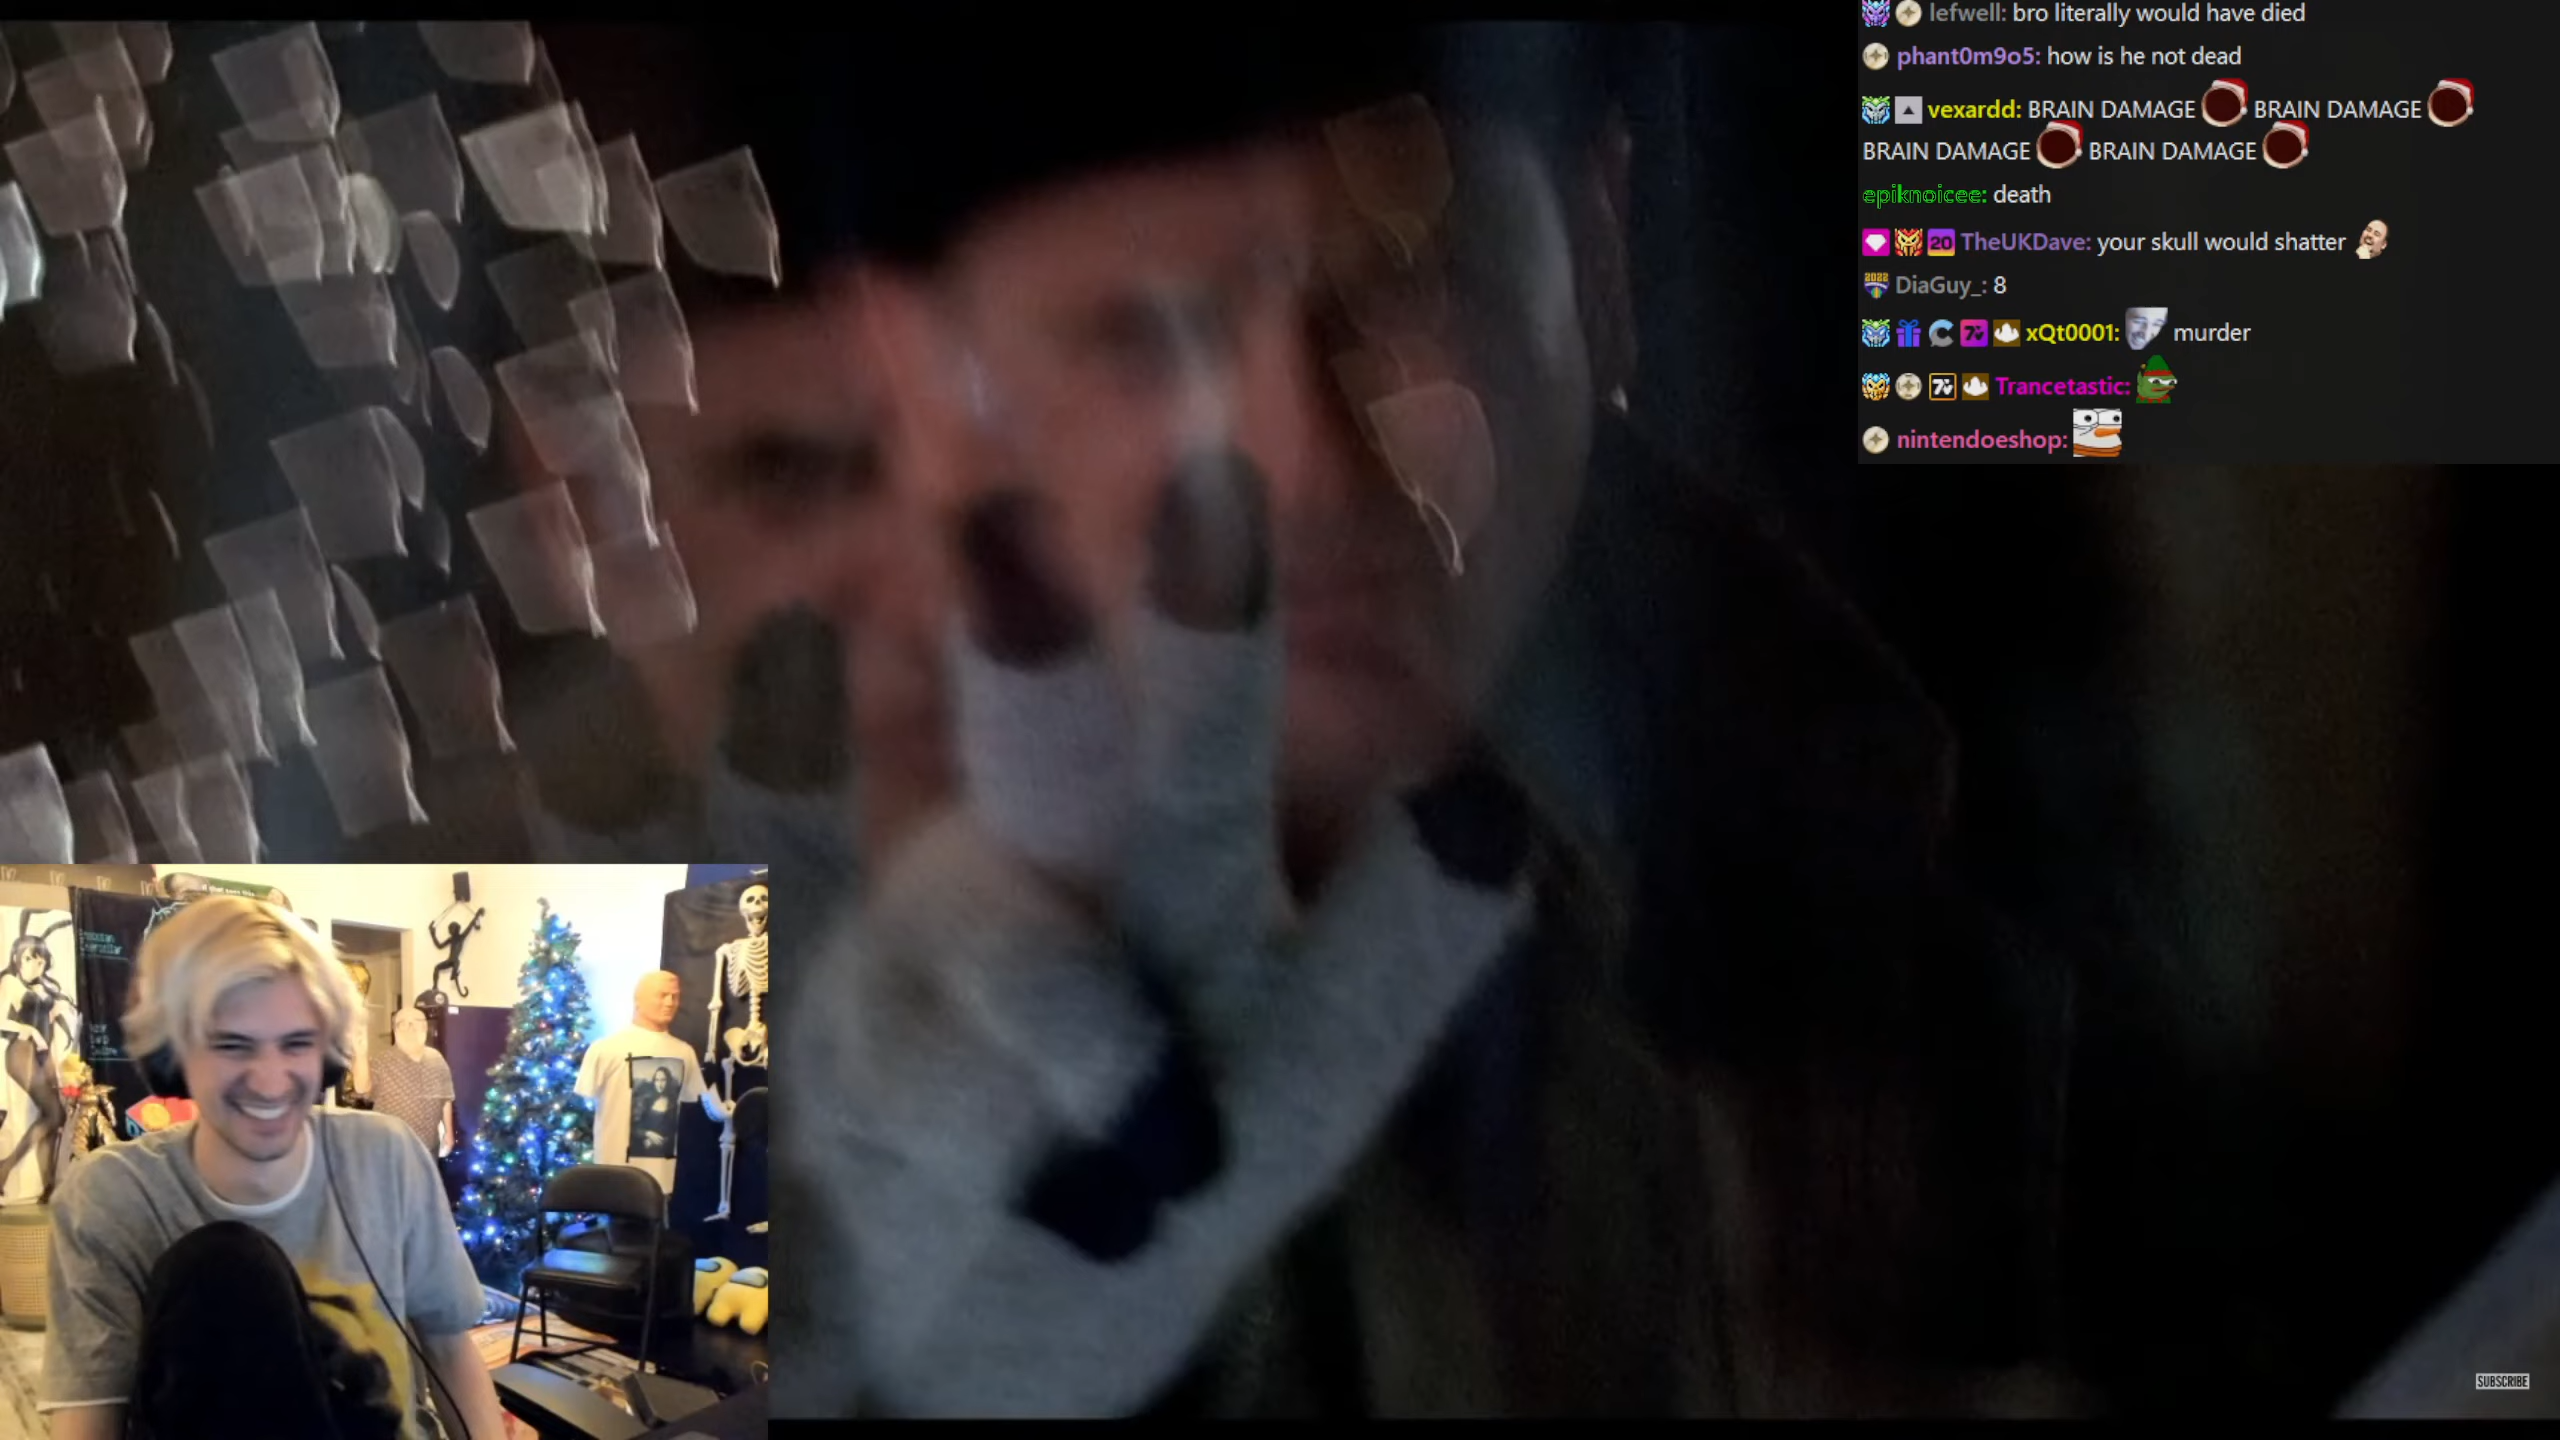 lefwell: bro literally would have died
phant0m9o5: how is he not dead
vexardd: BRAIN DAMAGE BRAIN DAMAGE
BRAIN DAMAGE BRAIN DAMAGE
epiknoicee: death
20 TheUKDave: your skull would shatter
2022 DiaGuy_: 8
xQt0001: murder
Trancetastic:
nintendoeshop:
SUBSCRIBE